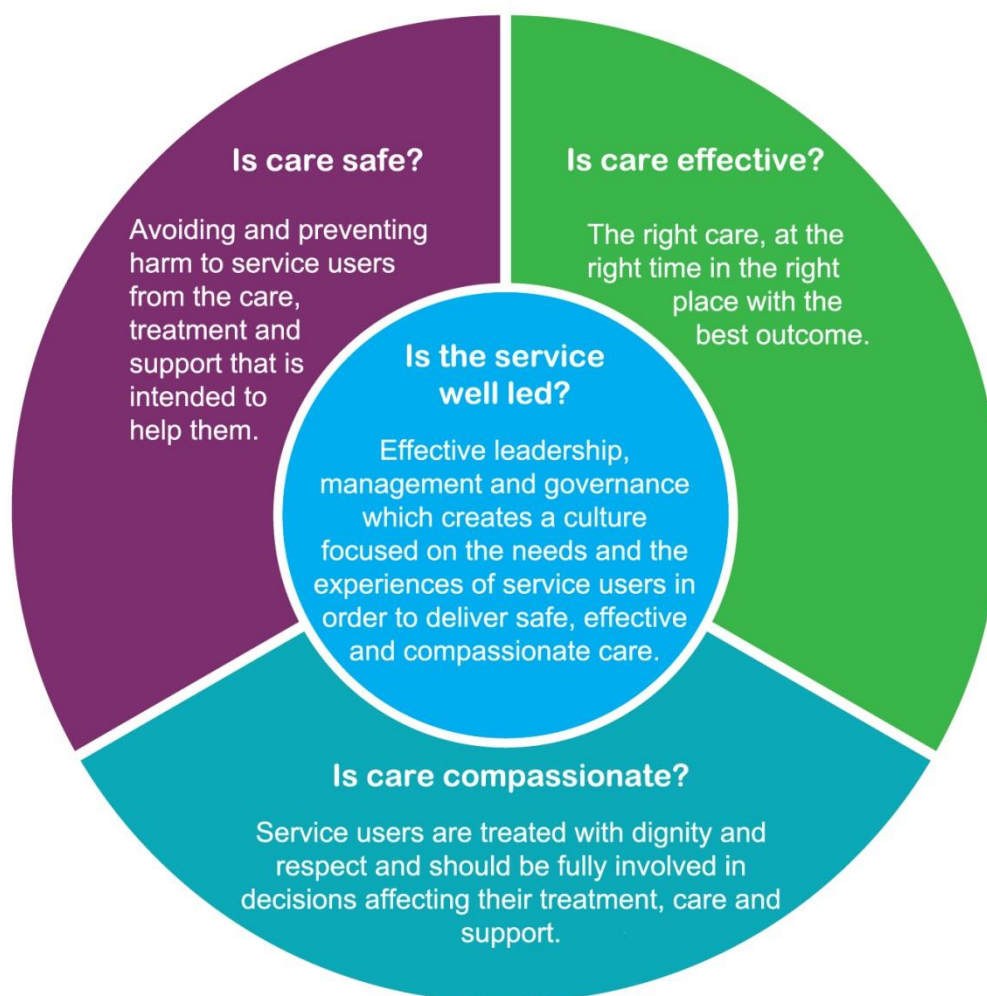 Is care safe?
Avoiding and preventing
harm to service users
from the care,
treatment and
support that is
intended to
help them.
Is care effective?
The right care, at the
right time in the right
place with the
best outcome.
Is the service
well led?
Effective leadership,
management and governance
which creates a culture
focused on the needs and the
experiences of service users in
order to deliver safe, effective
and compassionate care.
Is care compassionate?
Service users are treated with dignity and
respect and should be fully involved in
decisions affecting their treatment, care and
support.